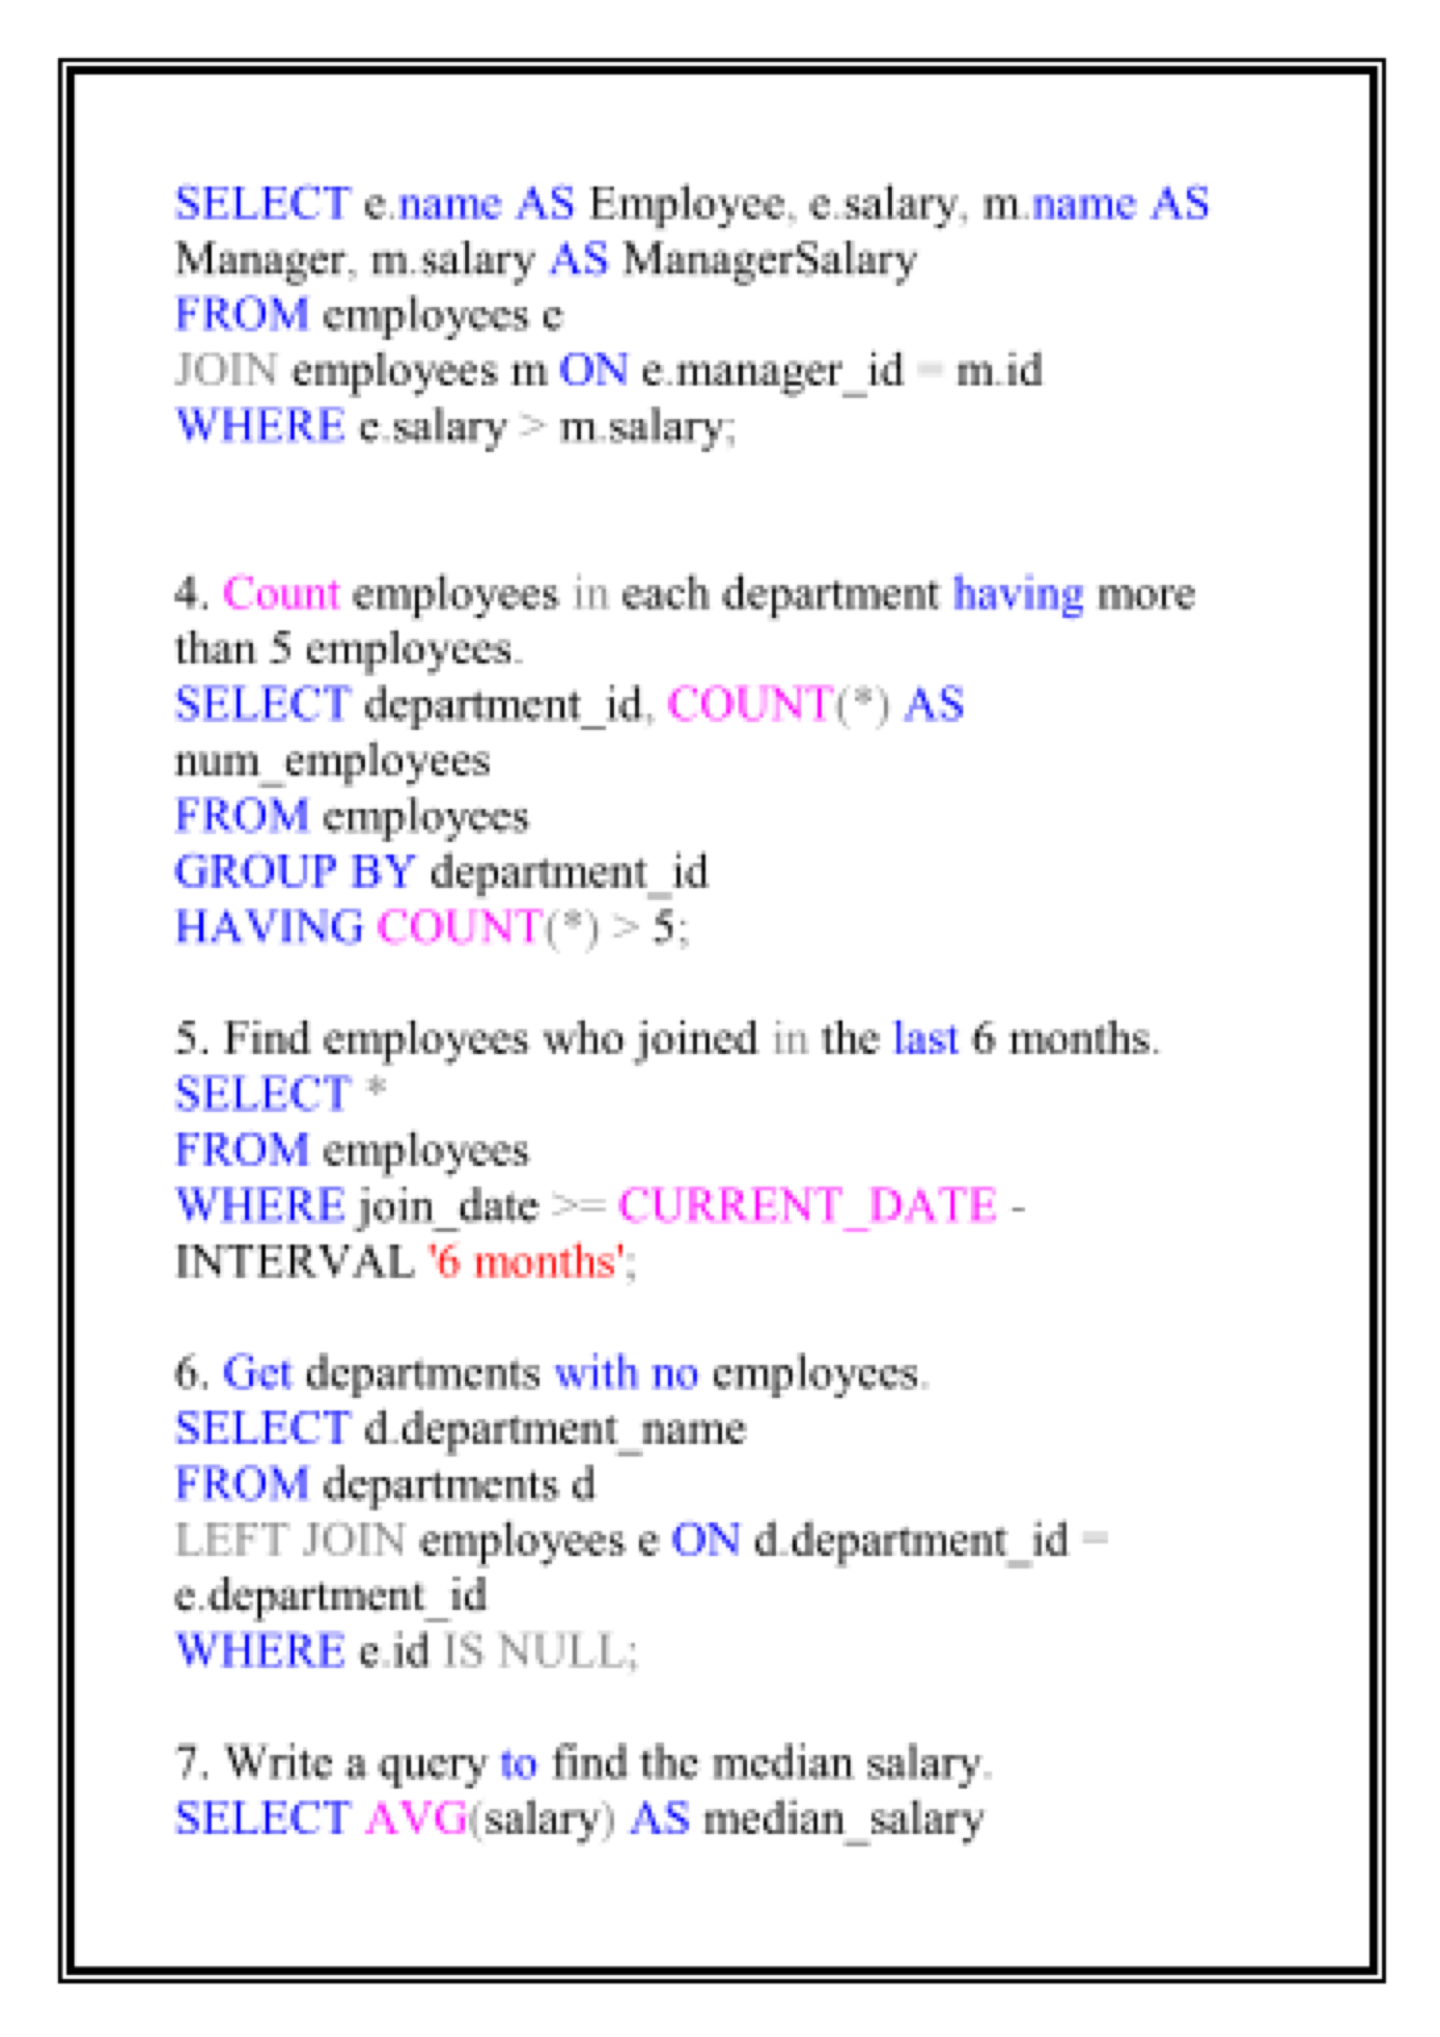 SELECT e.name AS Employee, e.salary, m.name AS
Manager, m.salary AS ManagerSalary
FROM employees e
JOIN employees m ON e.manager_id = m.id
WHERE e.salary > m.salary;
4. Count employees in each department having more
than 5 employees.
SELECT department_id, COUNT(*) AS
num_employees
FROM employees
GROUP BY department_id
HAVING COUNT(*) > 5;
5. Find employees who joined in the last 6 months.
SELECT *
FROM employees
WHERE join_date >= CURRENT_DATE -
INTERVAL '6 months';
6. Get departments with no employees.
SELECT d.department_name
FROM departments d
LEFT JOIN employees e ON d.department_id =
e.department_id
WHERE e.id IS NULL;
7. Write a query to find the median salary.
SELECT AVG(salary) AS median_salary